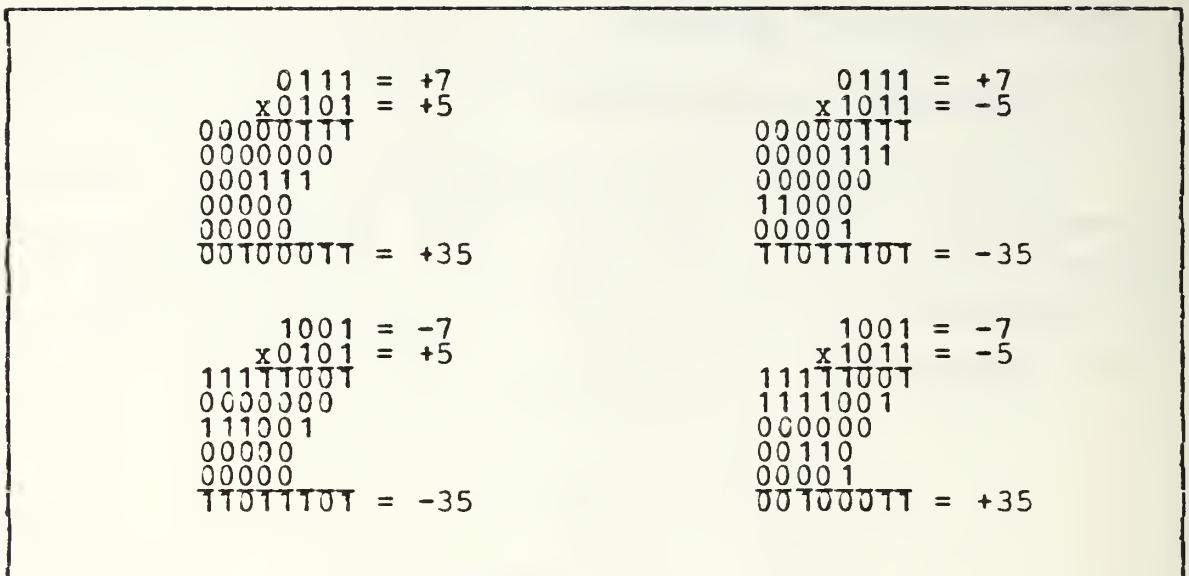 0111 = +7
x0101 = +5
00000111
0000000
000111
00000
00000
00100011 = +35
0111 = +7
x1011 = -5
00000111
0000111
000000
11000
00001
11011101 = -35
1001 = -7
x0101 = +5
11111001
0000000
111001
00000
00000
11011101 = -35
1001 = -7
x1011 = -5
11111001
1111001
000000
00110
00001
00100011 = +35